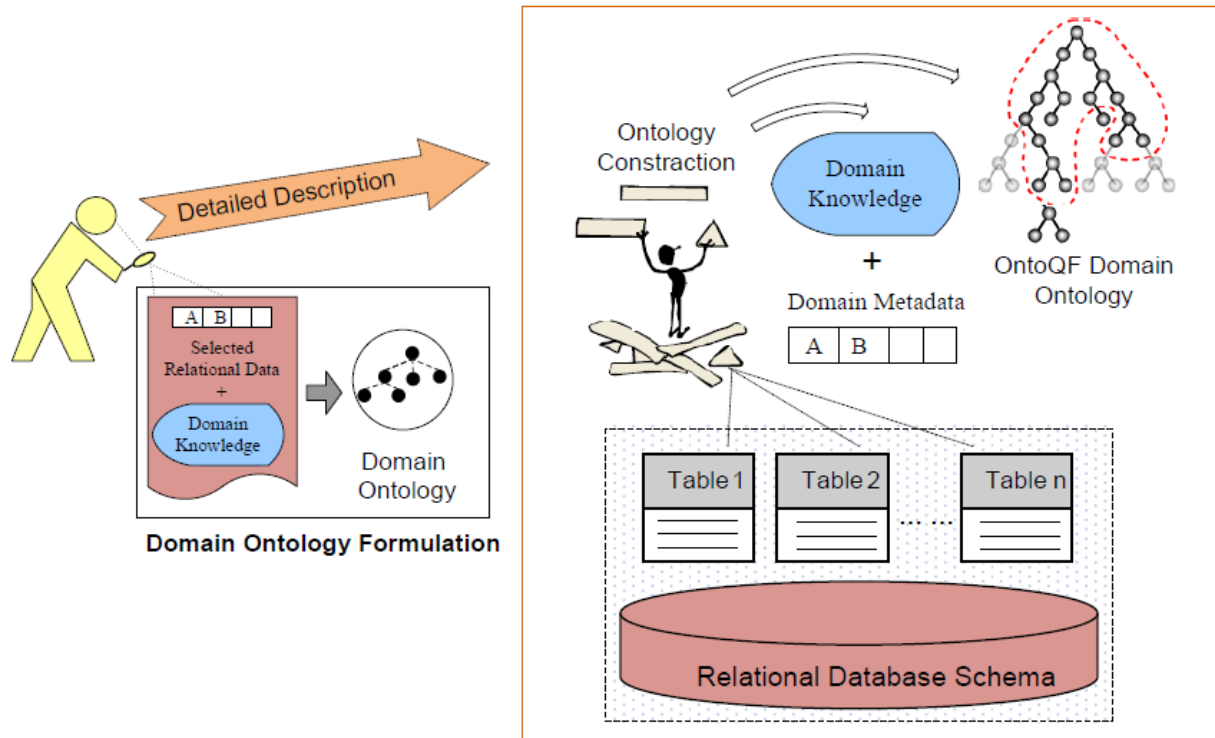 Detailed Description
A B
Selected
Relational Data
+
Domain
Knowledge
Domain
Ontology
Domain Ontology Formulation
Ontology
Constraction
Domain
Knowledge
+
Domain Metadata
A B
OntoQF Domain
Ontology
Table 1 Table 2 ... ... Table n
Relational Database Schema